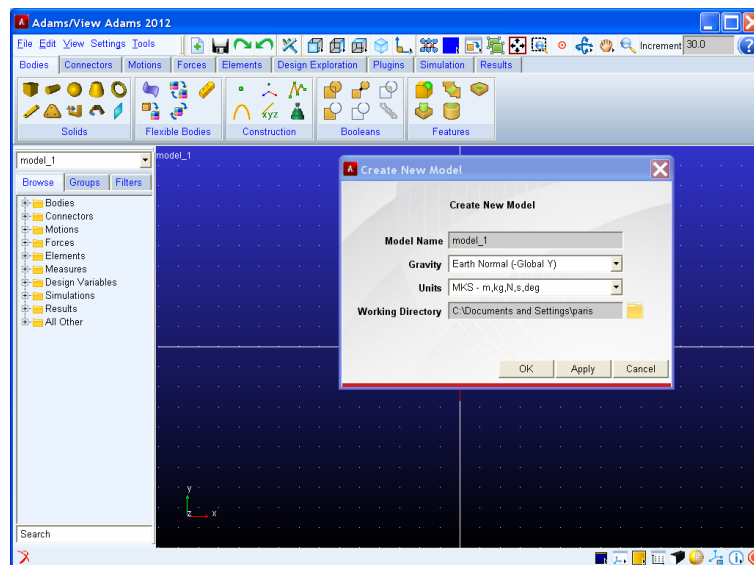 Adams/View Adams 2012
File Edit View Settings Tools
Increment 30.0
Bodies Connectors Motions Forces Elements Design Exploration Plugins Simulation Results
Solids Flexible Bodies Construction Booleans Features
model_1
Browse Groups Filters
Bodies
Connectors
Motions
Forces
Elements
Measures
Design Variables
Simulations
Results
All Other
Search
model_1
Create New Model
Create New Model
Model Name model_1
Gravity Earth Normal (-Global Y)
Units MKS - m,kg,N,s,deg
Working Directory C:\Documents and Settings\paris
OK Apply Cancel
y
z x